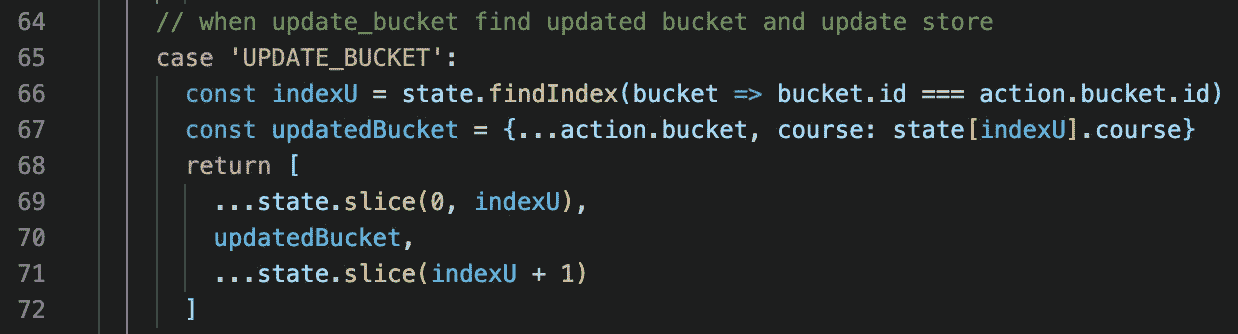 64 // when update_bucket find updated bucket and update store
65 case 'UPDATE_BUCKET':
66 const indexU = state.findIndex(bucket => bucket.id === action.bucket.id)
67 const updatedBucket = {...action.bucket, course: state[indexU].course}
68 return [
69 ...state.slice(0, indexU),
70 updatedBucket,
71 ...state.slice(indexU + 1)
72 ]